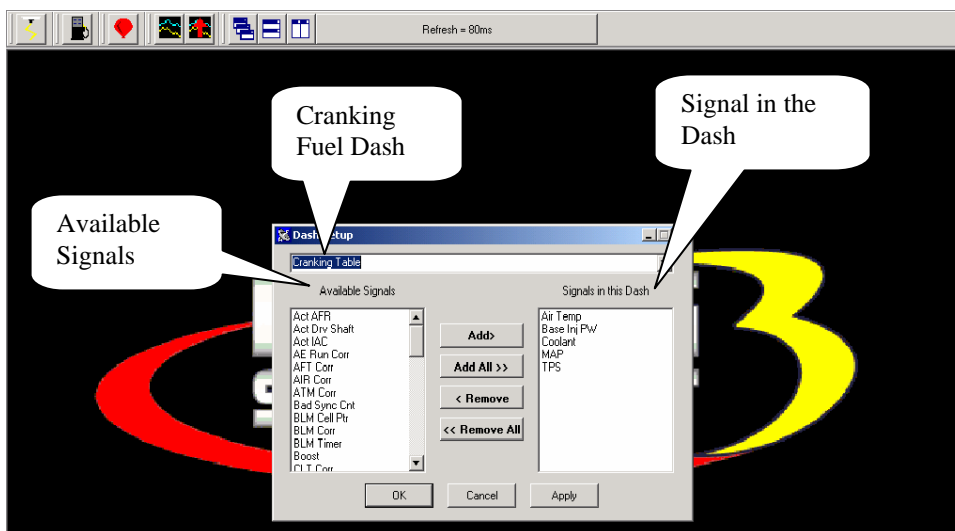 Refresh = 80ms
Cranking
Fuel Dash
Signal in the
Dash
Available
Signals
Dash Setup
Cranking Table
Available Signals
Signals in this Dash
Act AFR
Act Drv Shaft
Act IAC
AE Run Corr
AFT Corr
AIR Corr
ATM Corr
Bad Sync Cnt
BLM Cell Ptr
BLM Corr
BLM Timer
Boost
CLT Corr
Add>
Add All >>
< Remove
<< Remove All
Air Temp
Base Inj PW
Coolant
MAP
TPS
OK
Cancel
Apply